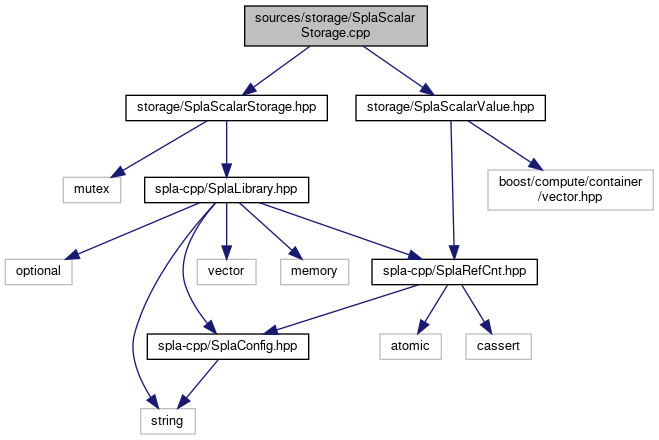 sources/storage/SplaScalar
Storage.cpp
storage/SplaScalarStorage.hpp
storage/SplaScalarValue.hpp
mutex
spla-cpp/SplaLibrary.hpp
boost/compute/container
/vector.hpp
optional
vector
memory
spla-cpp/SplaRefCnt.hpp
spla-cpp/SplaConfig.hpp
atomic
cassert
string